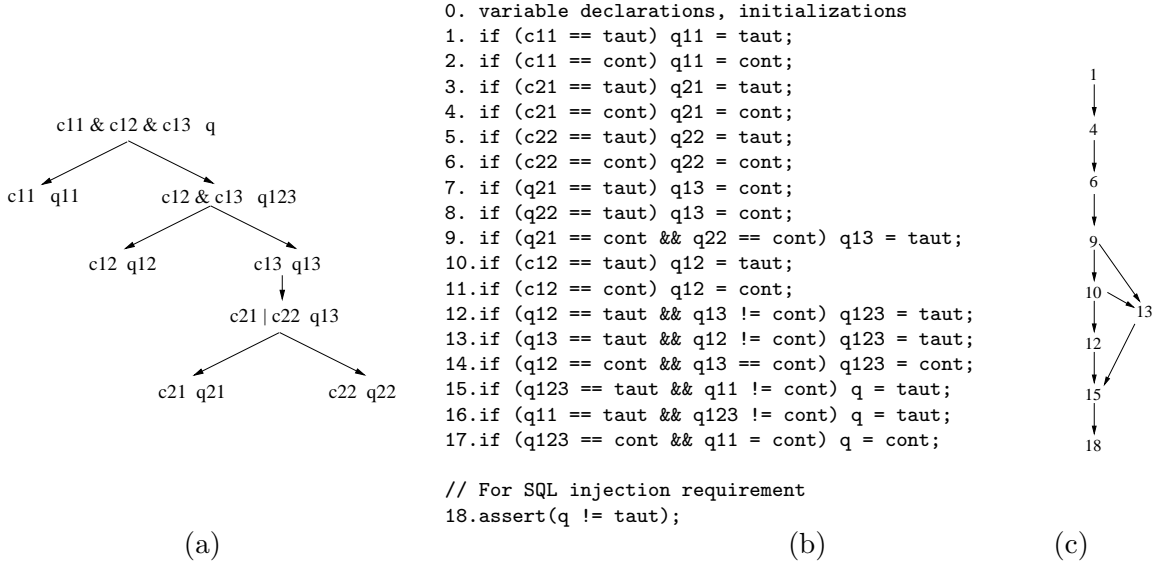 c11 & c12 & c13 q
c11 q11
c12 & c13 q123
c12 q12
c13 q13
c21 | c22 q13
c21 q21
c22 q22
(a)
0. variable declarations, initializations
1. if (c11 == taut) q11 = taut;
2. if (c11 == cont) q11 = cont;
3. if (c21 == taut) q21 = taut;
4. if (c21 == cont) q21 = cont;
5. if (c22 == taut) q22 = taut;
6. if (c22 == cont) q22 = cont;
7. if (q21 == taut) q13 = cont;
8. if (q22 == taut) q13 = cont;
9. if (q21 == cont && q22 == cont) q13 = taut;
10.if (c12 == taut) q12 = taut;
11.if (c12 == cont) q12 = cont;
12.if (q12 == taut && q13 != cont) q123 = taut;
13.if (q13 == taut && q12 != cont) q123 = taut;
14.if (q12 == cont && q13 == cont) q123 = cont;
15.if (q123 == taut && q11 != cont) q = taut;
16.if (q11 == taut && q123 != cont) q = taut;
17.if (q123 == cont && q11 = cont) q = cont;
// For SQL injection requirement
18.assert(q != taut);
(b)
1
4
6
9
10
13
12
15
18
(c)